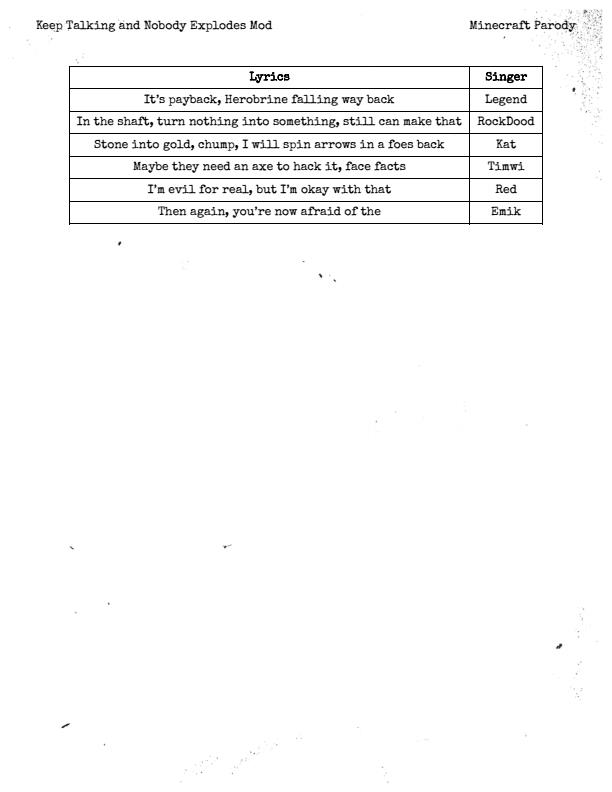 Keep Talking and Nobody Explodes Mod Minecraft Parody
Lyrics Singer
It's payback, Herobrine falling way back Legend
In the shaft, turn nothing into something, still can make that RockDood
Stone into gold, chump, I will spin arrows in a foes back Kat
Maybe they need an axe to hack it, face facts Timwi
I'm evil for real, but I'm okay with that Red
Then again, you're now afraid of the Emik